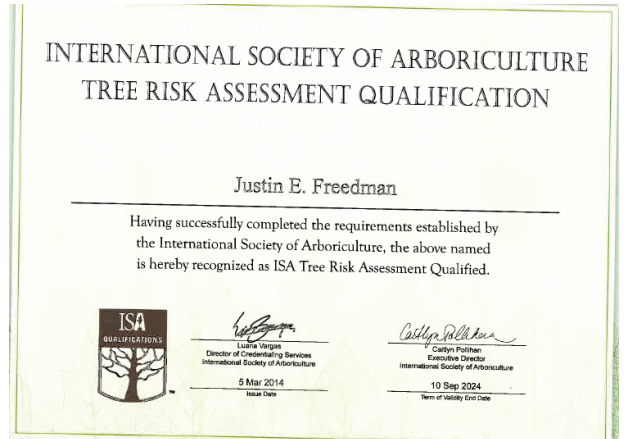 INTERNATIONAL SOCIETY OF ARBORICULTURE
TREE RISK ASSESSMENT QUALIFICATION
Justin E. Freedman
Having successfully completed the requirements established by
the International Society of Arboriculture, the above named
is hereby recognized as ISA Tree Risk Assessment Qualified.
ISA
QUALIFICATIONS
™
Luana Vargas
Director of Credentialing Services
International Society of Arboriculture
5 Mar 2014
Issue Date
Caitlyn Pollihan
Caitlyn Pollihan
Executive Director
International Society of Arboriculture
10 Sep 2024
Term of Validity End Date